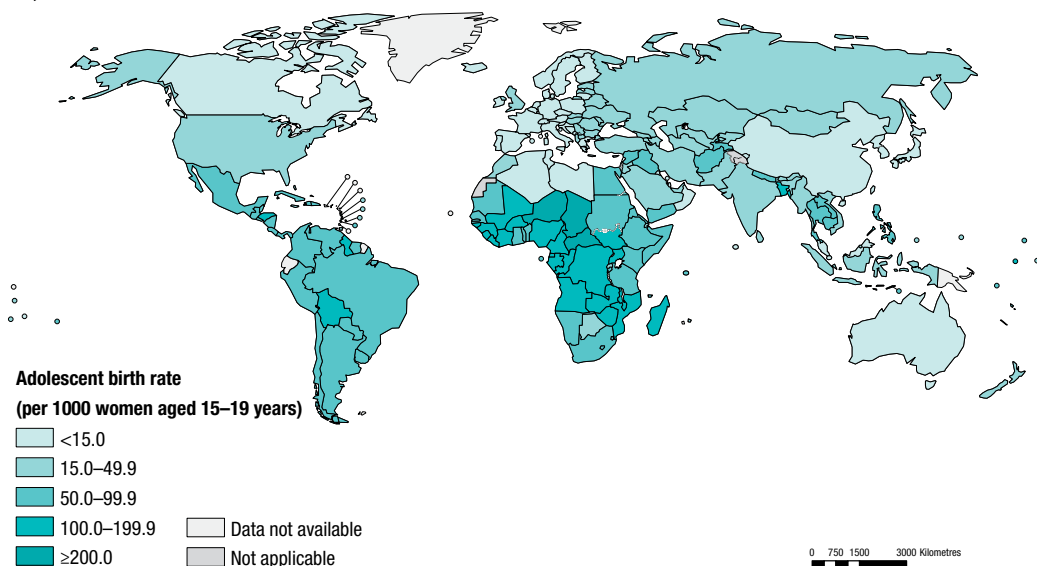 Adolescent birth rate
(per 1000 women aged 15–19 years)
<15.0
15.0–49.9
50.0–99.9
100.0–199.9
≥200.0
Data not available
Not applicable
0 750 1500 3000 Kilometres